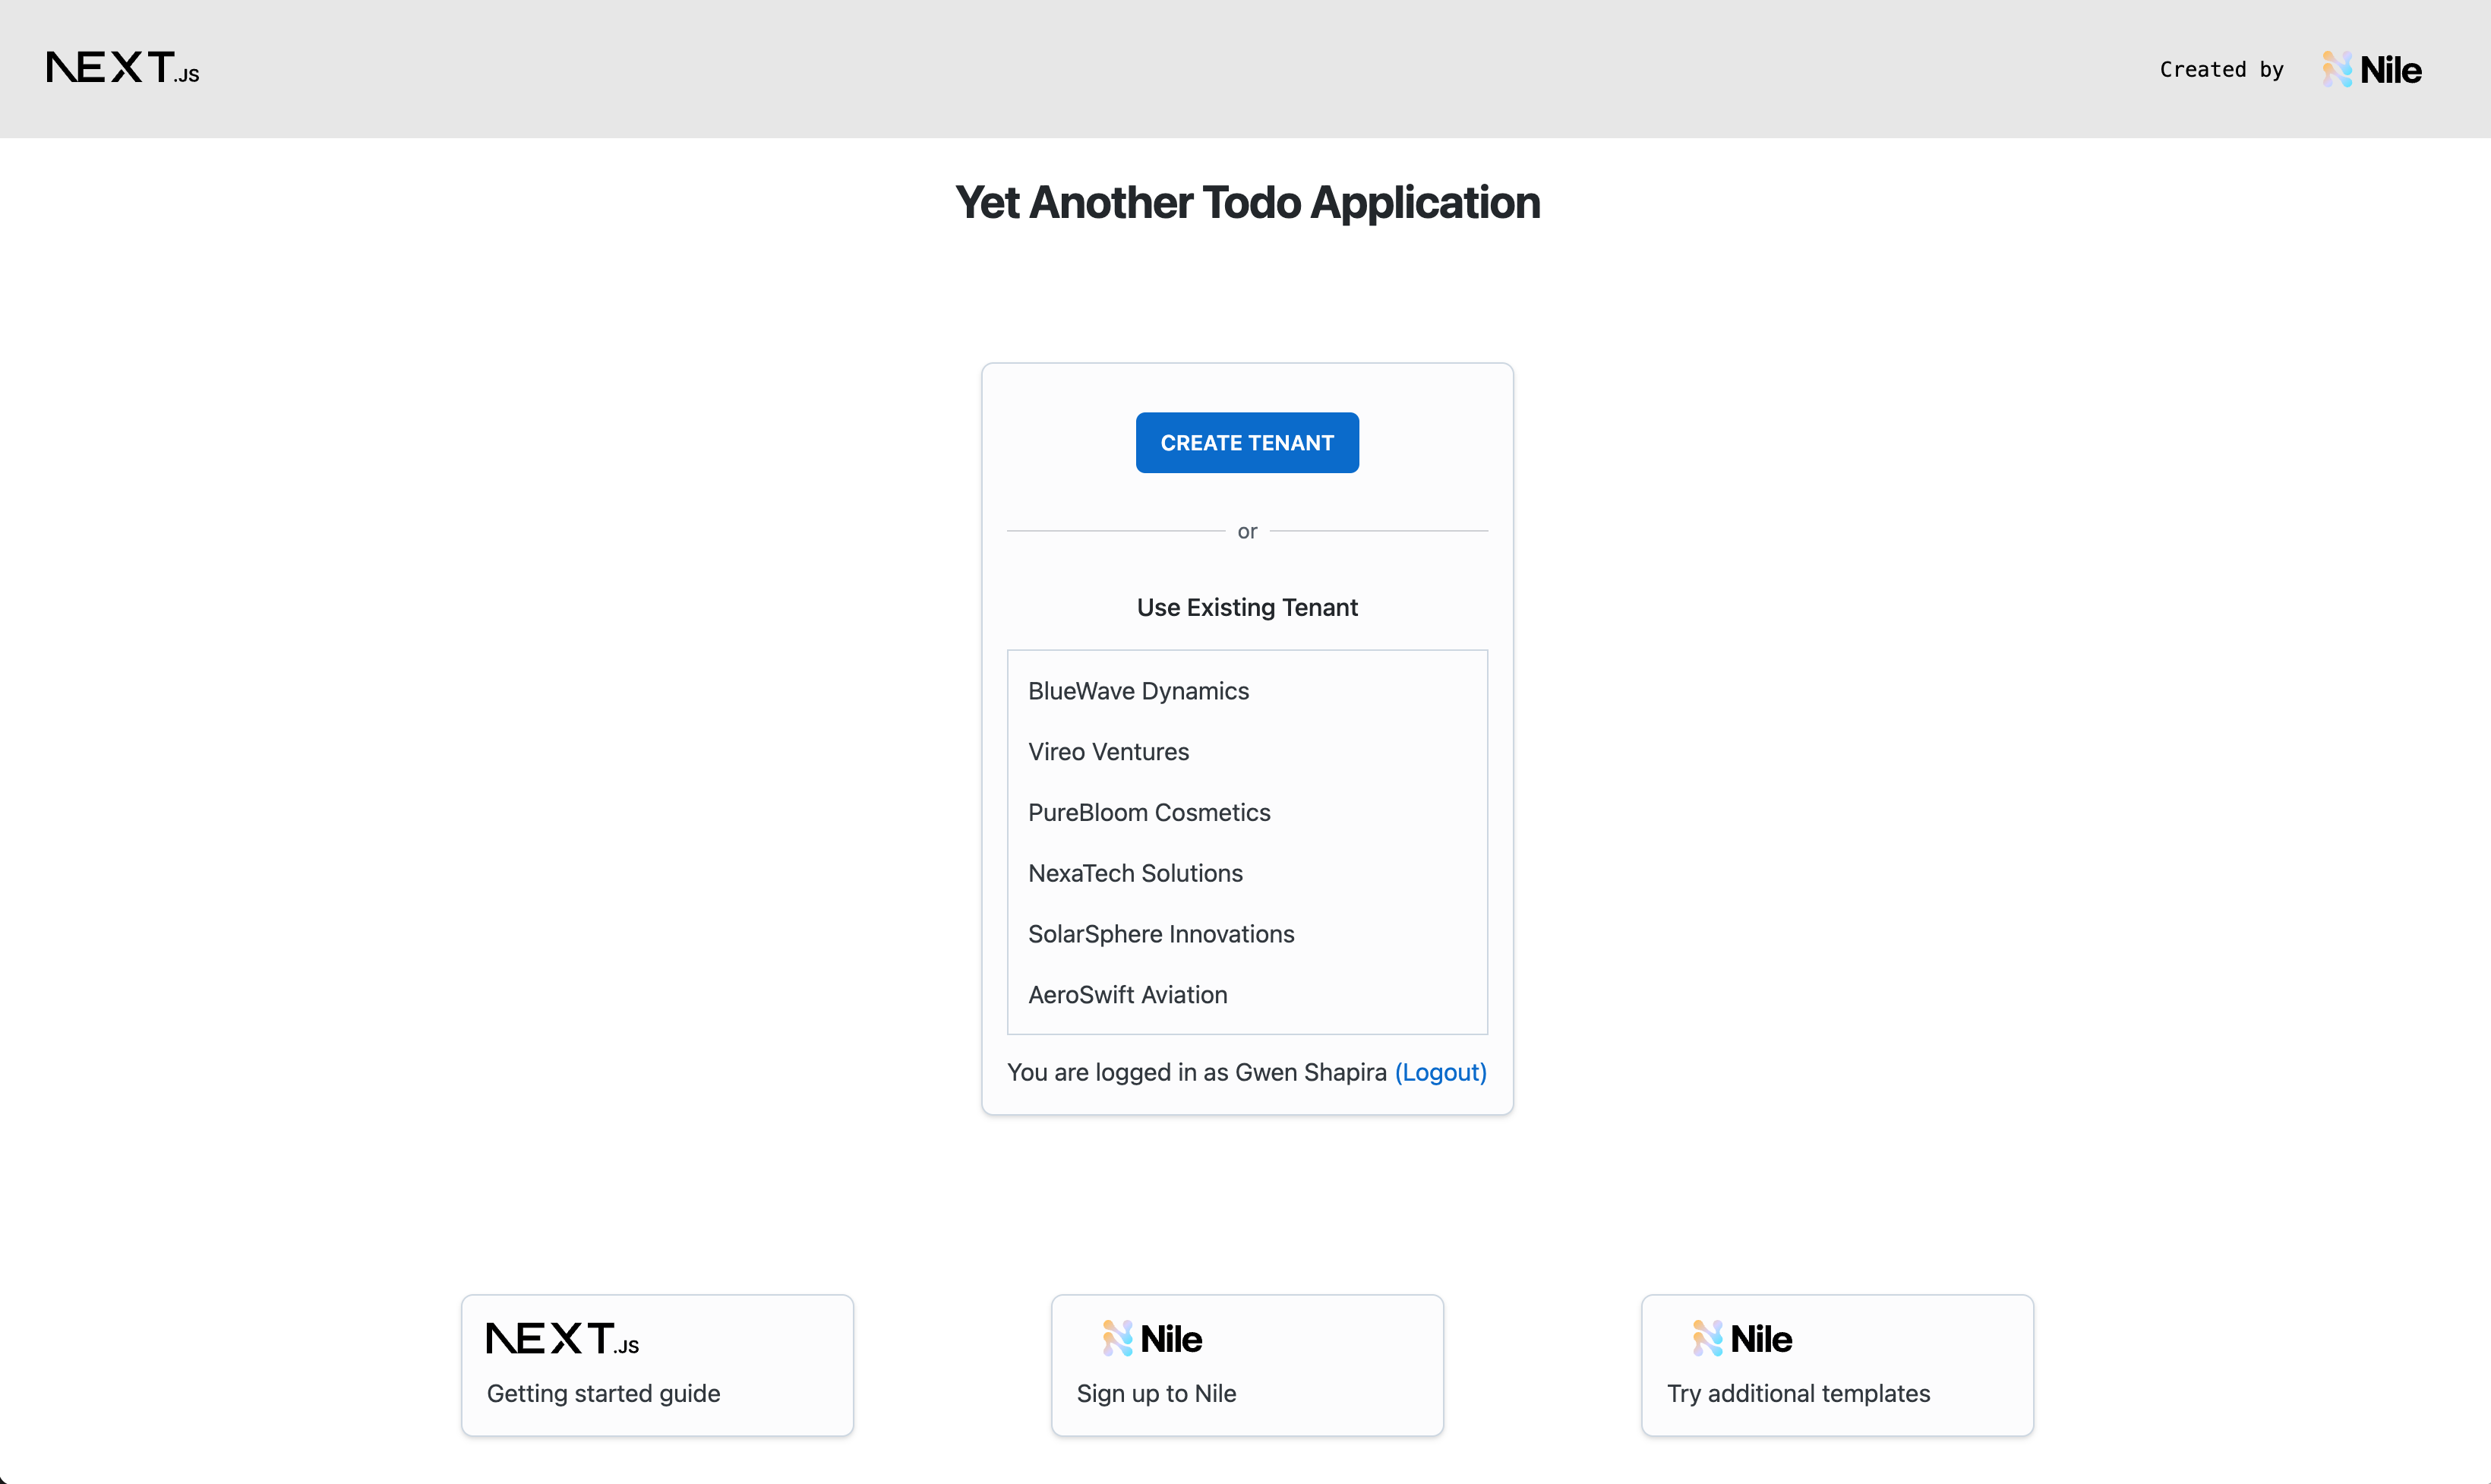 NEXT.JS
Created by Nile
Yet Another Todo Application
CREATE TENANT
or
Use Existing Tenant
BlueWave Dynamics
Vireo Ventures
PureBloom Cosmetics
NexaTech Solutions
SolarSphere Innovations
AeroSwift Aviation
You are logged in as Gwen Shapira (Logout)
NEXT.JS
Getting started guide
Nile
Sign up to Nile
Nile
Try additional templates